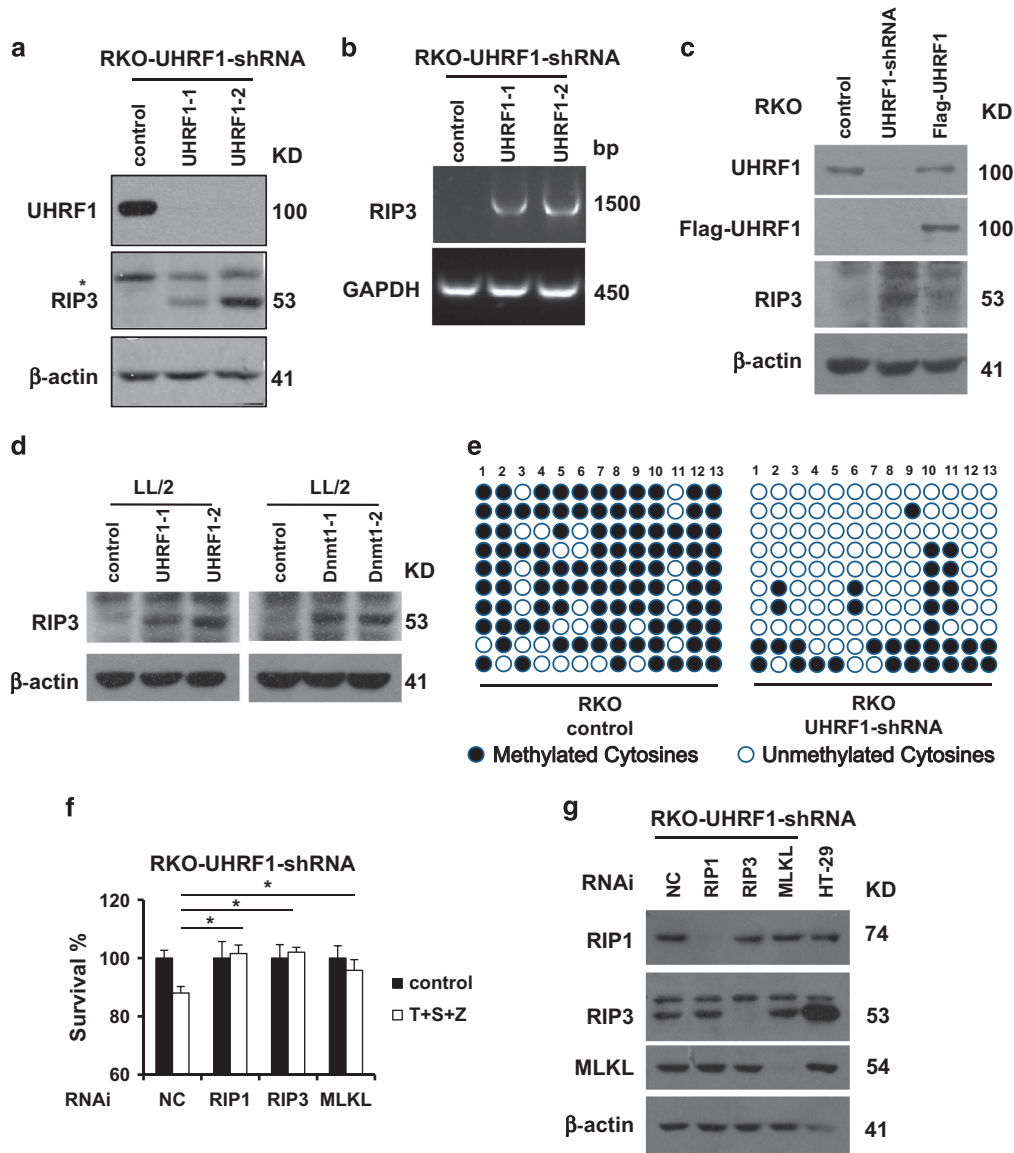 a
RKO-UHRF1-shRNA
control
UHRF1-1
UHRF1-2
KD
UHRF1
100
*
RIP3
53
β-actin
41
b
RKO-UHRF1-shRNA
control
UHRF1-1
UHRF1-2
bp
RIP3
1500
GAPDH
450
c
RKO
control
UHRF1-shRNA
Flag-UHRF1
KD
UHRF1
100
Flag-UHRF1
100
RIP3
53
β-actin
41
d
LL/2
LL/2
control
UHRF1-1
UHRF1-2
control
Dnmt1-1
Dnmt1-2
KD
RIP3
53
β-actin
41
e
1 2 3 4 5 6 7 8 9 10 11 12 13
1 2 3 4 5 6 7 8 9 10 11 12 13
RKO
control
RKO
UHRF1-shRNA
Methylated Cytosines
Unmethylated Cytosines
f
RKO-UHRF1-shRNA
Survival %
120
100
80
60
*
*
*
control
T+S+Z
RNAi
NC RIP1 RIP3 MLKL
g
RKO-UHRF1-shRNA
RNAi
NC
RIP1
RIP3
MLKL
HT-29
KD
RIP1
74
RIP3
53
MLKL
54
β-actin
41